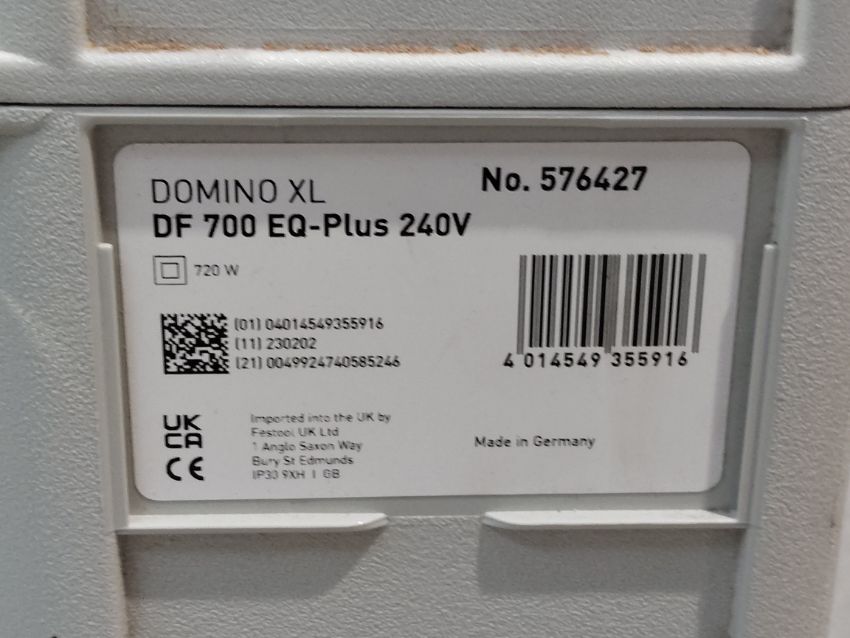 DOMINO XL
DF 700 EQ-Plus 240V
No. 576427
720 W
(01) 04014549355916
(11) 230202
(21) 0049924740585246
4 014549 355916
UK
CA
CE
Imported into the UK by
Festool UK Ltd
1 Anglo Saxon Way
Bury St Edmunds
IP33 9XH | GB
Made in Germany